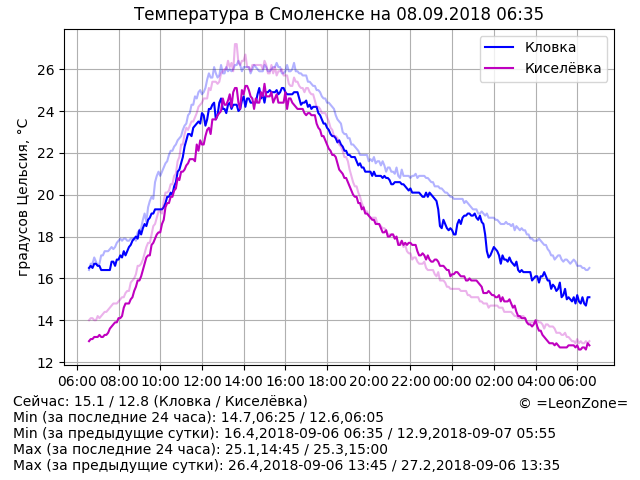 Температура в Смоленске на 08.09.2018 06:35
Кловка
Киселёвка
градусов Цельсия, °C
26
24
22
20
18
16
14
12
06:00 08:00 10:00 12:00 14:00 16:00 18:00 20:00 22:00 00:00 02:00 04:00 06:00
Сейчас: 15.1 / 12.8 (Кловка / Киселёвка)
© =LeonZone=
Min (за последние 24 часа): 14.7,06:25 / 12.6,06:05
Min (за предыдущие сутки): 16.4,2018-09-06 06:35 / 12.9,2018-09-07 05:55
Max (за последние 24 часа): 25.1,14:45 / 25.3,15:00
Max (за предыдущие сутки): 26.4,2018-09-06 13:45 / 27.2,2018-09-06 13:35